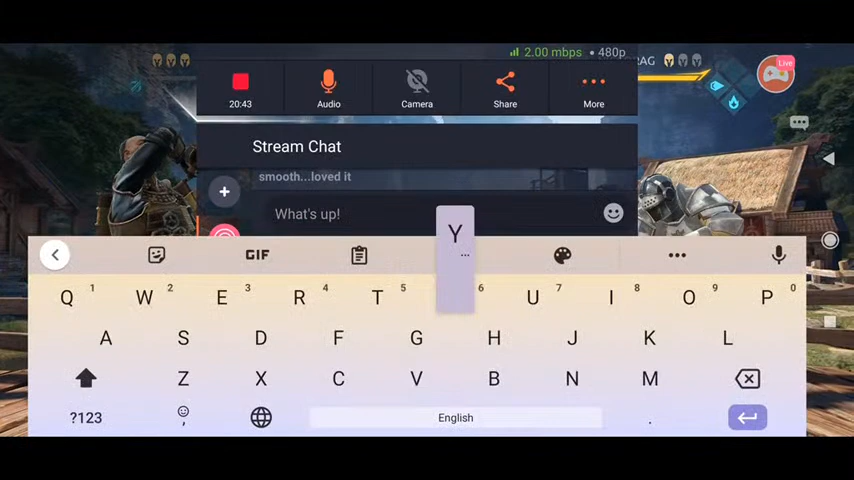 2.00 mbps • 480p
RAG
Live
20:43
Audio
Camera
Share
More
Stream Chat
smooth...loved it
What's up!
GIF
Y
...
Q 1 W 2 E 3 R 4 T 5 6 U 7 I 8 O 9 P 0
A S D F G H J K L
Z X C V B N M
?123 , English .